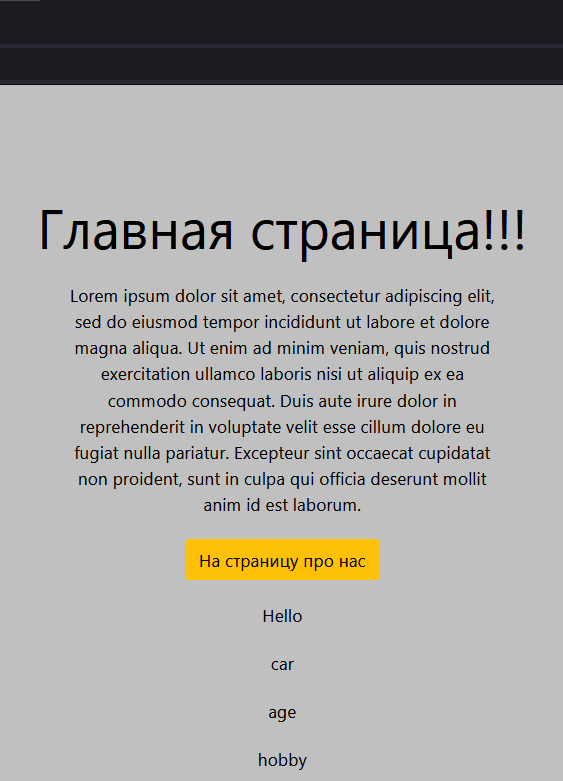 Главная страница!!!
Lorem ipsum dolor sit amet, consectetur adipiscing elit,
sed do eiusmod tempor incididunt ut labore et dolore
magna aliqua. Ut enim ad minim veniam, quis nostrud
exercitation ullamco laboris nisi ut aliquip ex ea
commodo consequat. Duis aute irure dolor in
reprehenderit in voluptate velit esse cillum dolore eu
fugiat nulla pariatur. Excepteur sint occaecat cupidatat
non proident, sunt in culpa qui officia deserunt mollit
anim id est laborum.
На страницу про нас
Hello
car
age
hobby